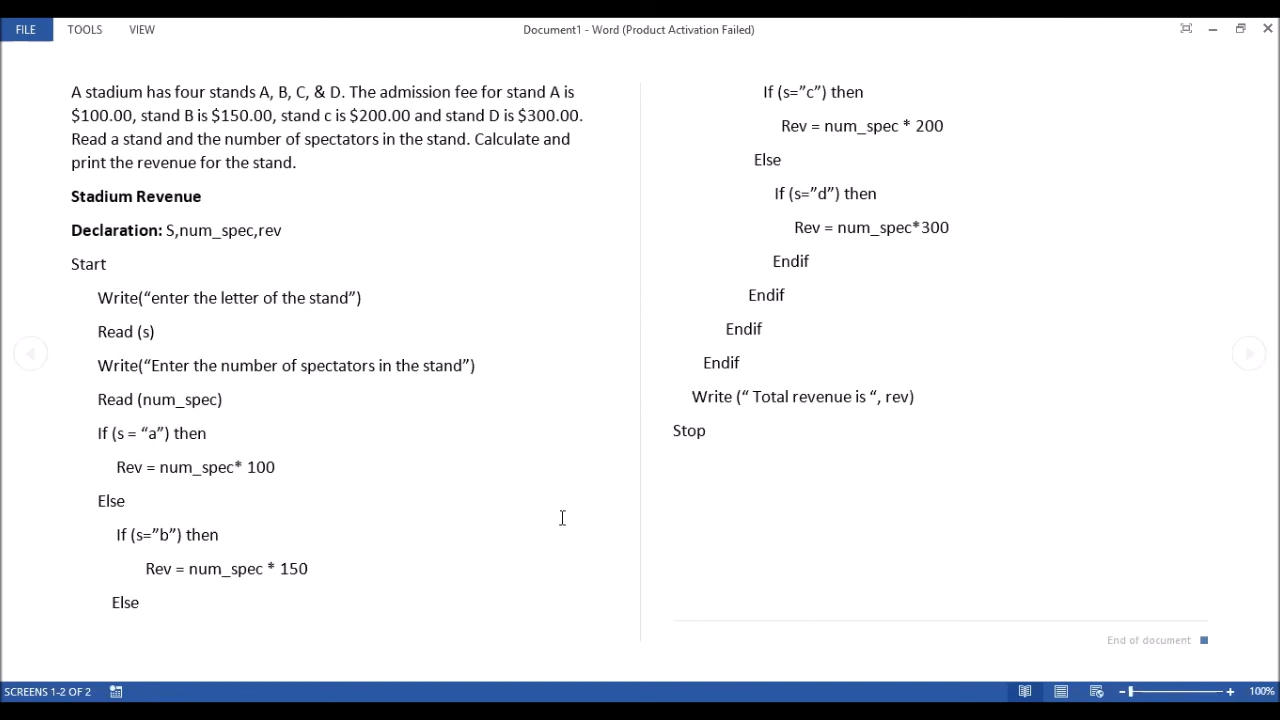 FILE TOOLS VIEW Document1 - Word (Product Activation Failed)
A stadium has four stands A, B, C, & D. The admission fee for stand A is
$100.00, stand B is $150.00, stand c is $200.00 and stand D is $300.00.
Read a stand and the number of spectators in the stand. Calculate and
print the revenue for the stand.
Stadium Revenue
Declaration: S,num_spec,rev
Start
Write(“enter the letter of the stand”)
Read (s)
Write(“Enter the number of spectators in the stand”)
Read (num_spec)
If (s = “a”) then
Rev = num_spec* 100
Else
If (s=”b”) then
Rev = num_spec * 150
Else
If (s=”c”) then
Rev = num_spec * 200
Else
If (s=”d”) then
Rev = num_spec*300
Endif
Endif
Endif
Endif
Write (“ Total revenue is “, rev)
Stop
End of document
SCREENS 1-2 OF 2 100%